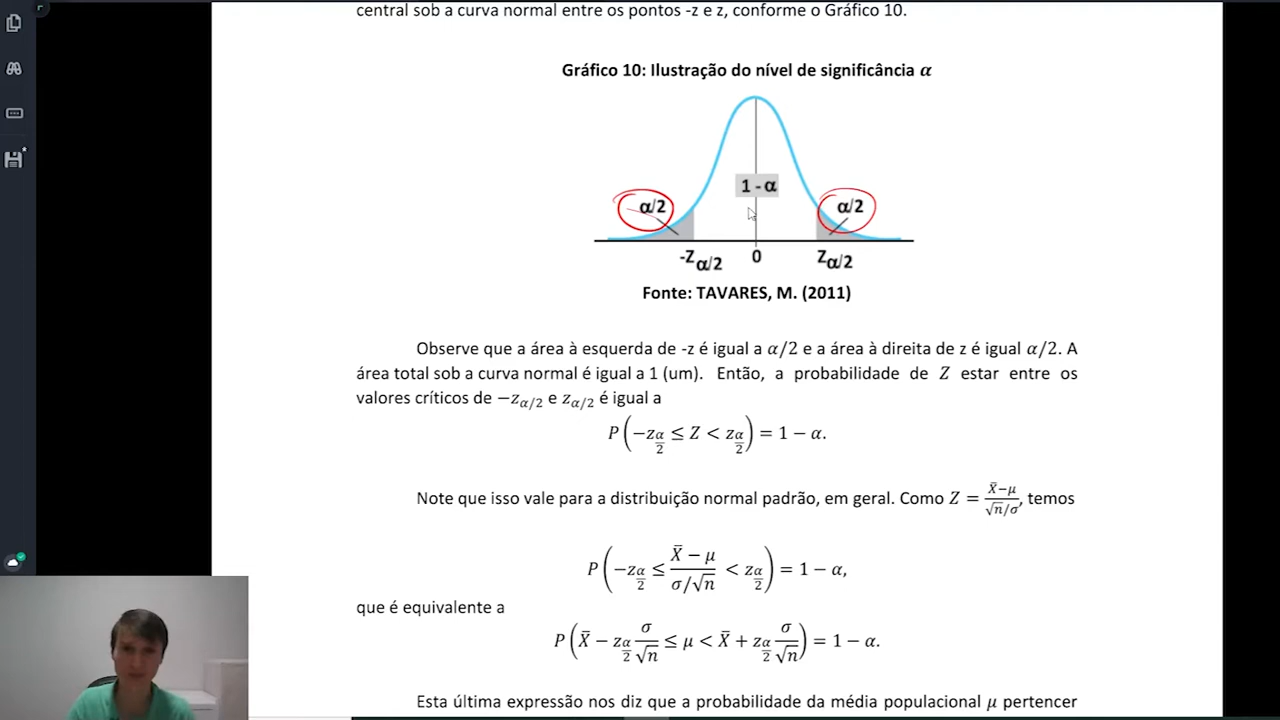 central sob a curva normal entre os pontos -z e z, conforme o Gráfico 10.
Gráfico 10: Ilustração do nível de significância α
1 - α
α/2
α/2
-Zα/2
0
Zα/2
Fonte: TAVARES, M. (2011)
Observe que a área à esquerda de -z é igual a α/2 e a área à direita de z é igual α/2. A
área total sob a curva normal é igual a 1 (um). Então, a probabilidade de Z estar entre os
valores críticos de −zα/2 e zα/2 é igual a
P(−zα/2 ≤ Z < zα/2) = 1 − α.
Note que isso vale para a distribuição normal padrão, em geral. Como Z = (X̄−μ)/(√n/σ), temos
P(−zα/2 ≤ (X̄ − μ)/(σ/√n) < zα/2) = 1 − α,
que é equivalente a
P(X̄ − zα/2 σ/√n ≤ μ < X̄ + zα/2 σ/√n) = 1 − α.
Esta última expressão nos diz que a probabilidade da média populacional μ pertencer